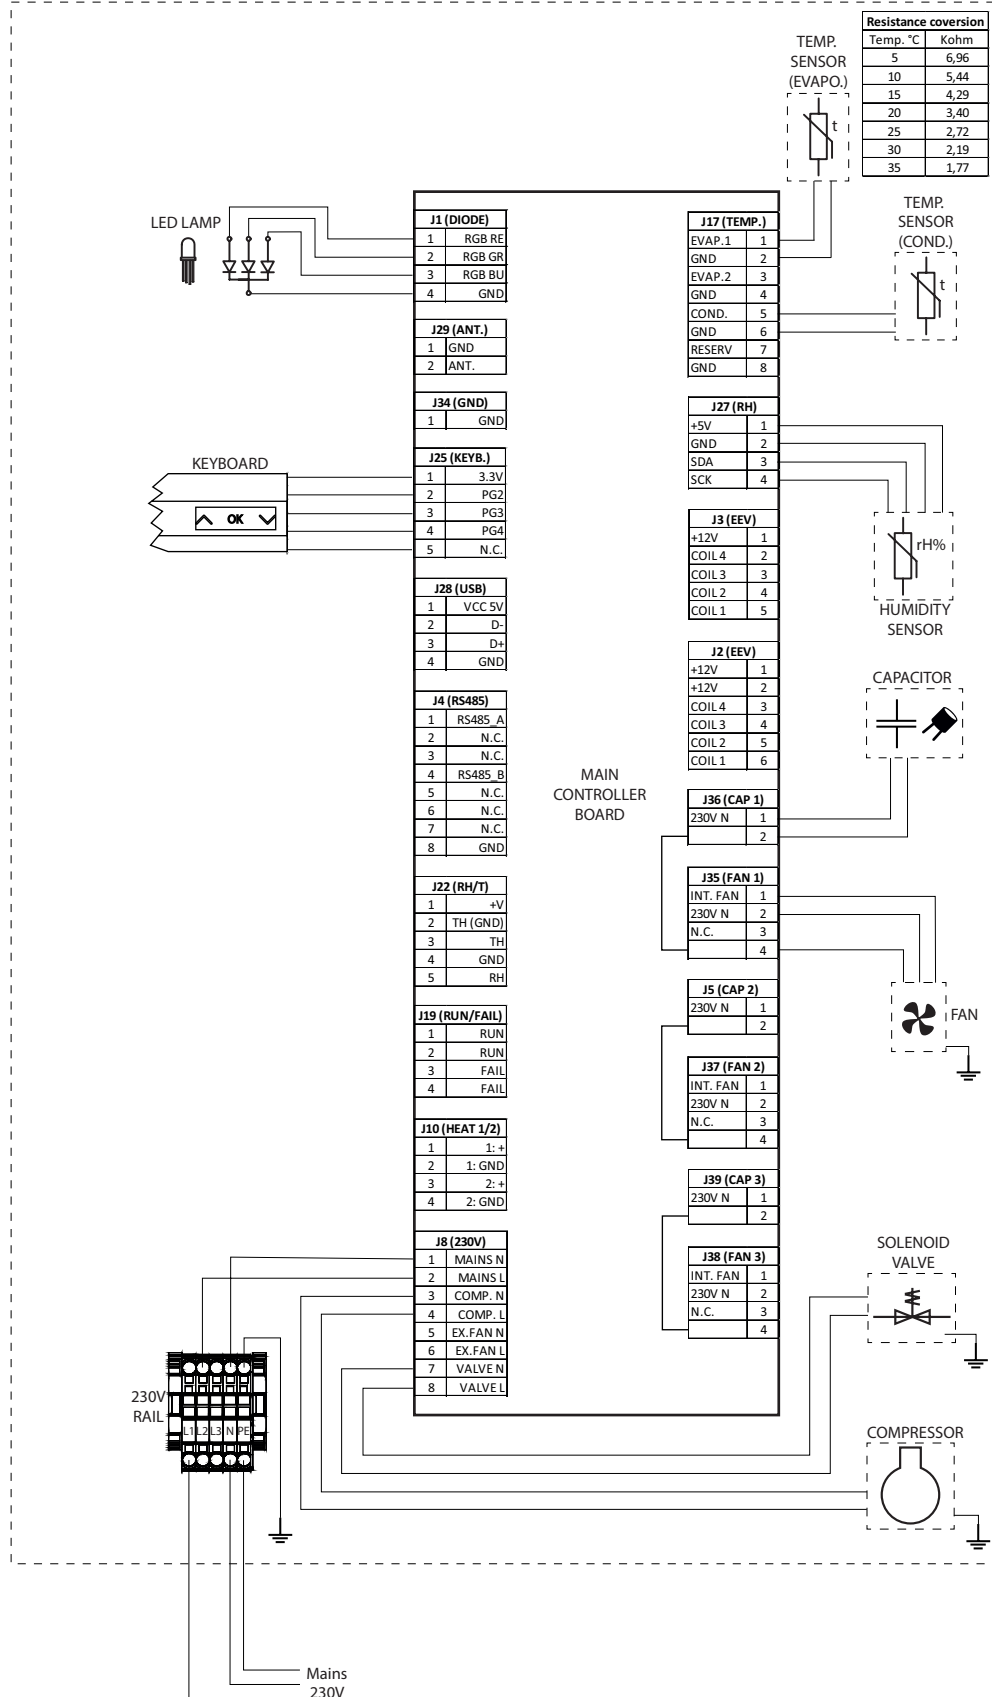 Resistance coversion
Temp. °C Kohm
5 6,96
10 5,44
15 4,29
20 3,40
25 2,72
30 2,19
35 1,77
TEMP.
SENSOR
(EVAPO.)
t
TEMP.
SENSOR
(COND.)
t
LED LAMP
J1 (DIODE)
1 RGB RE
2 RGB GR
3 RGB BU
4 GND
J29 (ANT.)
1 GND
2 ANT.
J34 (GND)
1 GND
KEYBOARD
OK
J25 (KEYB.)
1 3.3V
2 PG2
3 PG3
4 PG4
5 N.C.
J28 (USB)
1 VCC 5V
2 D-
3 D+
4 GND
J4 (RS485)
1 RS485_A
2 N.C.
3 N.C.
4 RS485_B
5 N.C.
6 N.C.
7 N.C.
8 GND
J22 (RH/T)
1 +V
2 TH (GND)
3 TH
4 GND
5 RH
J19 (RUN/FAIL)
1 RUN
2 RUN
3 FAIL
4 FAIL
J10 (HEAT 1/2)
1 1: +
2 1: GND
3 2: +
4 2: GND
J8 (230V)
1 MAINS N
2 MAINS L
3 COMP. N
4 COMP. L
5 EX.FAN N
6 EX.FAN L
7 VALVE N
8 VALVE L
MAIN
CONTROLLER
BOARD
J17 (TEMP.)
EVAP.1 1
GND 2
EVAP.2 3
GND 4
COND. 5
GND 6
RESERV 7
GND 8
J27 (RH)
+5V 1
GND 2
SDA 3
SCK 4
rH%
HUMIDITY
SENSOR
J3 (EEV)
+12V 1
COIL 4 2
COIL 3 3
COIL 2 4
COIL 1 5
J2 (EEV)
+12V 1
+12V 2
COIL 4 3
COIL 3 4
COIL 2 5
COIL 1 6
CAPACITOR
J36 (CAP 1)
230V N 1
2
J35 (FAN 1)
INT. FAN 1
230V N 2
N.C. 3
4
FAN
J5 (CAP 2)
230V N 1
2
J37 (FAN 2)
INT. FAN 1
230V N 2
N.C. 3
4
J39 (CAP 3)
230V N 1
2
J38 (FAN 3)
INT. FAN 1
230V N 2
N.C. 3
4
SOLENOID
VALVE
COMPRESSOR
230V
RAIL
L1 L2 L3 N PE
Mains
230V